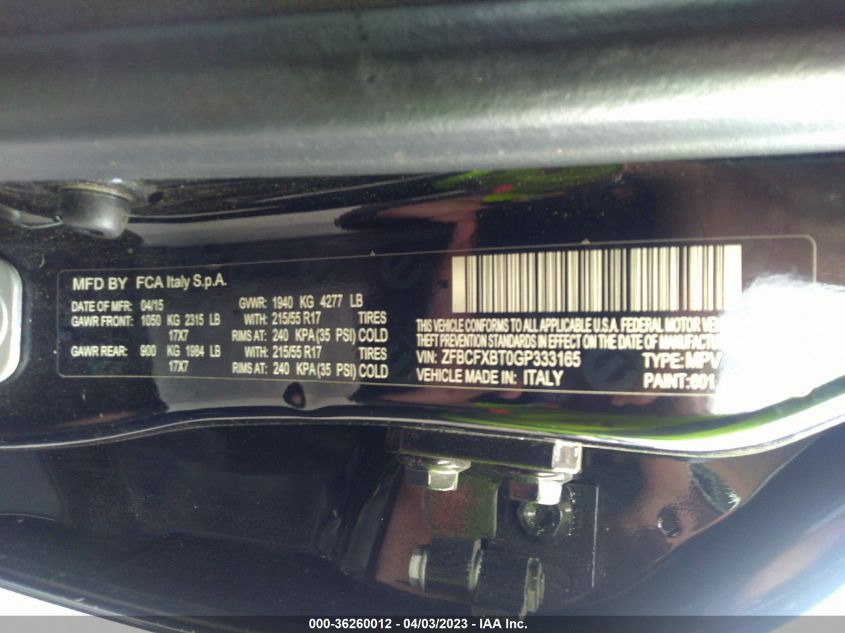 MFD BY FCA Italy S.p.A.
DATE OF MFR: 04/15 GVWR: 1940 KG 4277 LB
GAWR FRONT: 1050 KG 2315 LB WITH: 215/55 R17 TIRES
17X7 RIMS AT: 240 KPA(35 PSI) COLD
GAWR REAR: 900 KG 1984 LB WITH: 215/55 R17 TIRES
17X7 RIMS AT: 240 KPA(35 PSI) COLD
THIS VEHICLE CONFORMS TO ALL APPLICABLE U.S.A. FEDERAL MOTOR
THEFT PREVENTION STANDARDS IN EFFECT ON THE DATE OF
VIN: ZFBCFXBT0GP333165 TYPE: MPV
VEHICLE MADE IN: ITALY PAINT: 601
000-36260012 - 04/03/2023 - IAA Inc.